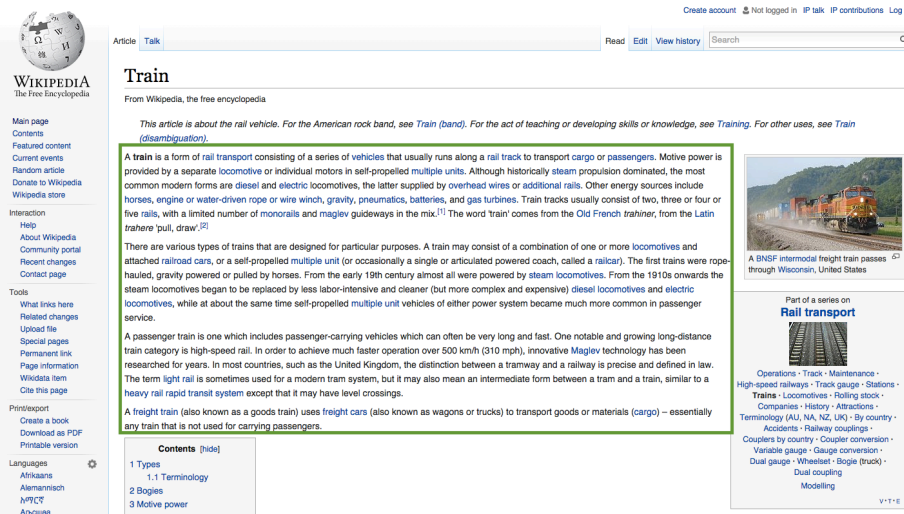 Create account Not logged in IP talk IP contributions Log
Article Talk
Read Edit View history Search
WIKIPEDIA
The Free Encyclopedia
Main page
Contents
Featured content
Current events
Random article
Donate to Wikipedia
Wikipedia store
Interaction
Help
About Wikipedia
Community portal
Recent changes
Contact page
Tools
What links here
Related changes
Upload file
Special pages
Permanent link
Page information
Wikidata item
Cite this page
Print/export
Create a book
Download as PDF
Printable version
Languages
Afrikaans
Alemannisch
አማርኛ
Train
From Wikipedia, the free encyclopedia
This article is about the rail vehicle. For the American rock band, see Train (band). For the act of teaching or developing skills or knowledge, see Training. For other uses, see Train
(disambiguation).
A train is a form of rail transport consisting of a series of vehicles that usually runs along a rail track to transport cargo or passengers. Motive power is
provided by a separate locomotive or individual motors in self-propelled multiple units. Although historically steam propulsion dominated, the most
common modern forms are diesel and electric locomotives, the latter supplied by overhead wires or additional rails. Other energy sources include
horses, engine or water-driven rope or wire winch, gravity, pneumatics, batteries, and gas turbines. Train tracks usually consist of two, three or four or
five rails, with a limited number of monorails and maglev guideways in the mix.[1] The word 'train' comes from the Old French trahiner, from the Latin
trahere 'pull, draw'.[2]
There are various types of trains that are designed for particular purposes. A train may consist of a combination of one or more locomotives and
attached railroad cars, or a self-propelled multiple unit (or occasionally a single or articulated powered coach, called a railcar). The first trains were rope-
hauled, gravity powered or pulled by horses. From the early 19th century almost all were powered by steam locomotives. From the 1910s onwards the
steam locomotives began to be replaced by less labor-intensive and cleaner (but more complex and expensive) diesel locomotives and electric
locomotives, while at about the same time self-propelled multiple unit vehicles of either power system became much more common in passenger
service.
A passenger train is one which includes passenger-carrying vehicles which can often be very long and fast. One notable and growing long-distance
train category is high-speed rail. In order to achieve much faster operation over 500 km/h (310 mph), innovative Maglev technology has been
researched for years. In most countries, such as the United Kingdom, the distinction between a tramway and a railway is precise and defined in law.
The term light rail is sometimes used for a modern tram system, but it may also mean an intermediate form between a tram and a train, similar to a
heavy rail rapid transit system except that it may have level crossings.
A freight train (also known as a goods train) uses freight cars (also known as wagons or trucks) to transport goods or materials (cargo) – essentially
any train that is not used for carrying passengers.
Contents [hide]
1 Types
1.1 Terminology
2 Bogies
3 Motive power
A BNSF intermodal freight train passes
through Wisconsin, United States
Part of a series on
Rail transport
Operations · Track · Maintenance ·
High-speed railways · Track gauge · Stations ·
Trains · Locomotives · Rolling stock ·
Companies · History · Attractions ·
Terminology (AU, NA, NZ, UK) · By country ·
Accidents · Railway couplings ·
Couplers by country · Coupler conversion ·
Variable gauge · Gauge conversion ·
Dual gauge · Wheelset · Bogie (truck) ·
Dual coupling
Modelling
V·T·E